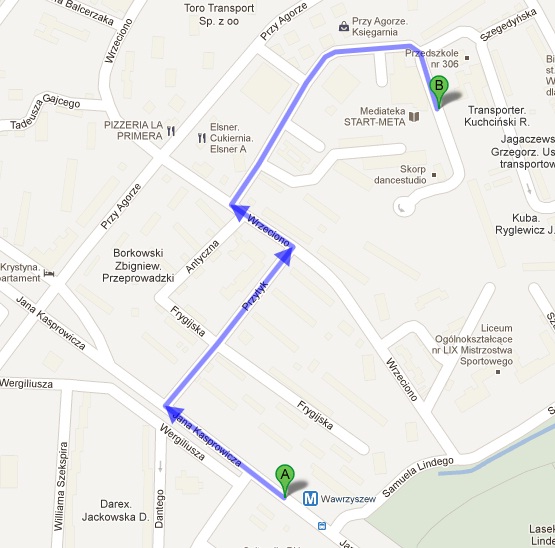 Balcerzaka
Toro Transport
Sp. z oo
Przy Agorze
Wrzeciono
Przy Agorze.
Księgarnia
Szegedyńska
Przedszkole
nr 306
Tadeusza Gajcego
PIZZERIA LA
PRIMERA
Elsner.
Cukiernia.
Elsner A
Mediateka
START-META
B
Transporter.
Kuchciński R.
Jagaczews
Grzegorz. Us
transportow
Przy Agorze
Skorp
dancestudio
Kuba.
Ryglewicz J.
Wrzeciono
Antyczna
Borkowski
Zbigniew.
Przeprowadzki
Krystyna.
partament
Jana Kasprowicza
Przytyk
Frygijska
Liceum
Ogólnokształcące
nr LIX Mistrzostwa
Sportowego
Wrzeciono
Wergiliusza
Frygijska
Jana Kasprowicza
Wergiliusza
Williama Szekspira
Samuela Lindego
A
M Wawrzyszew
Darex.
Jackowska D.
Dantego
Lasek
Linde